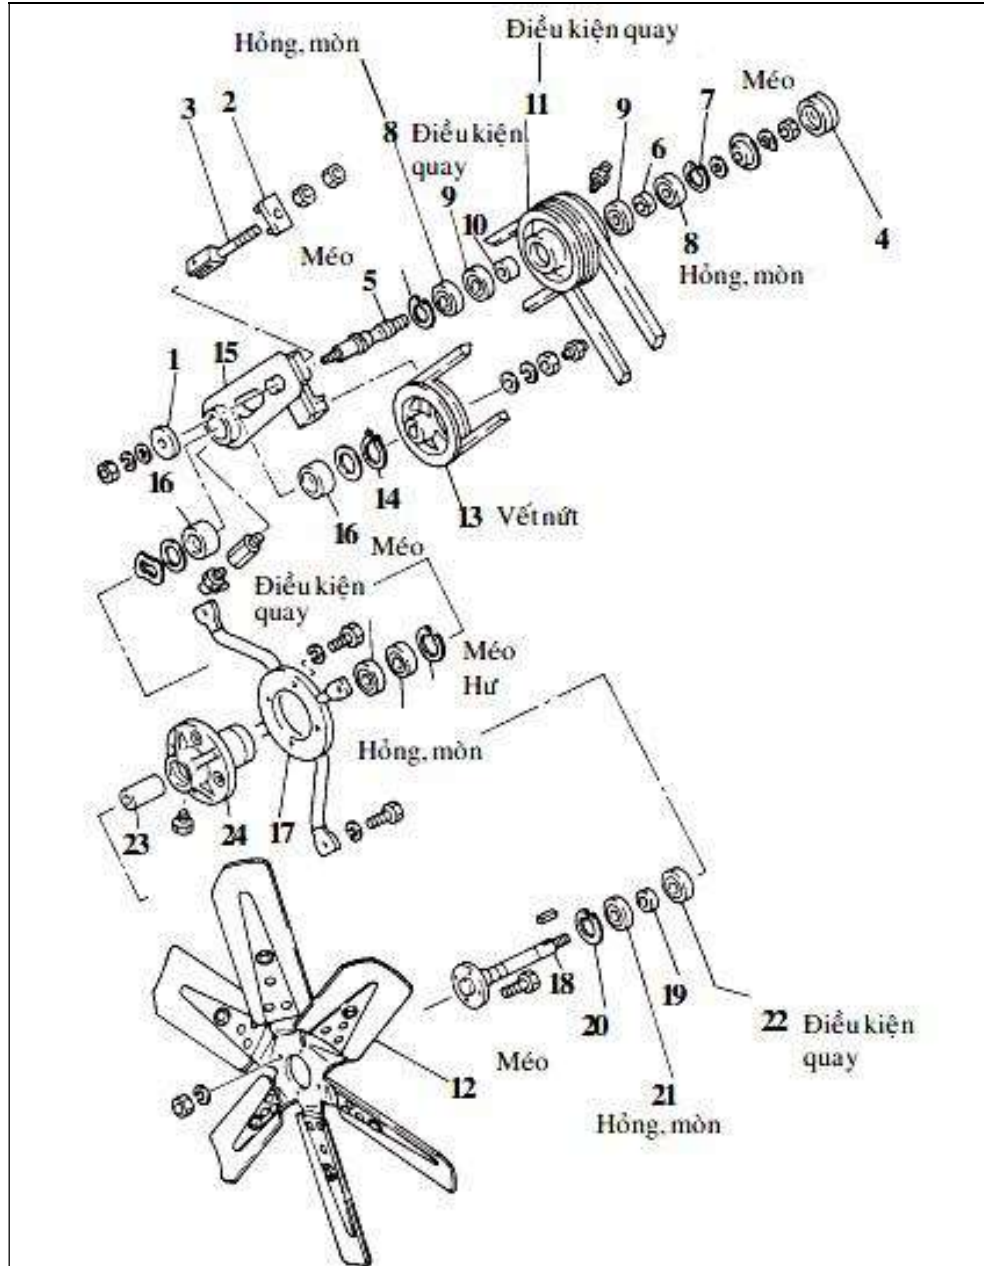 Điều kiện quay
Hỏng, mòn
Méo
3 2 11 9 7
8 Điều kiện
quay
6
9
10
4
8
Méo
Hỏng, mòn
5
1 15
16
14
13 Vết nứt
16
Méo
Điều kiện
quay
Méo
Hư
Hỏng, mòn
23 24 17
18
19
20
22 Điều kiện
quay
Méo
12
21
Hỏng, mòn